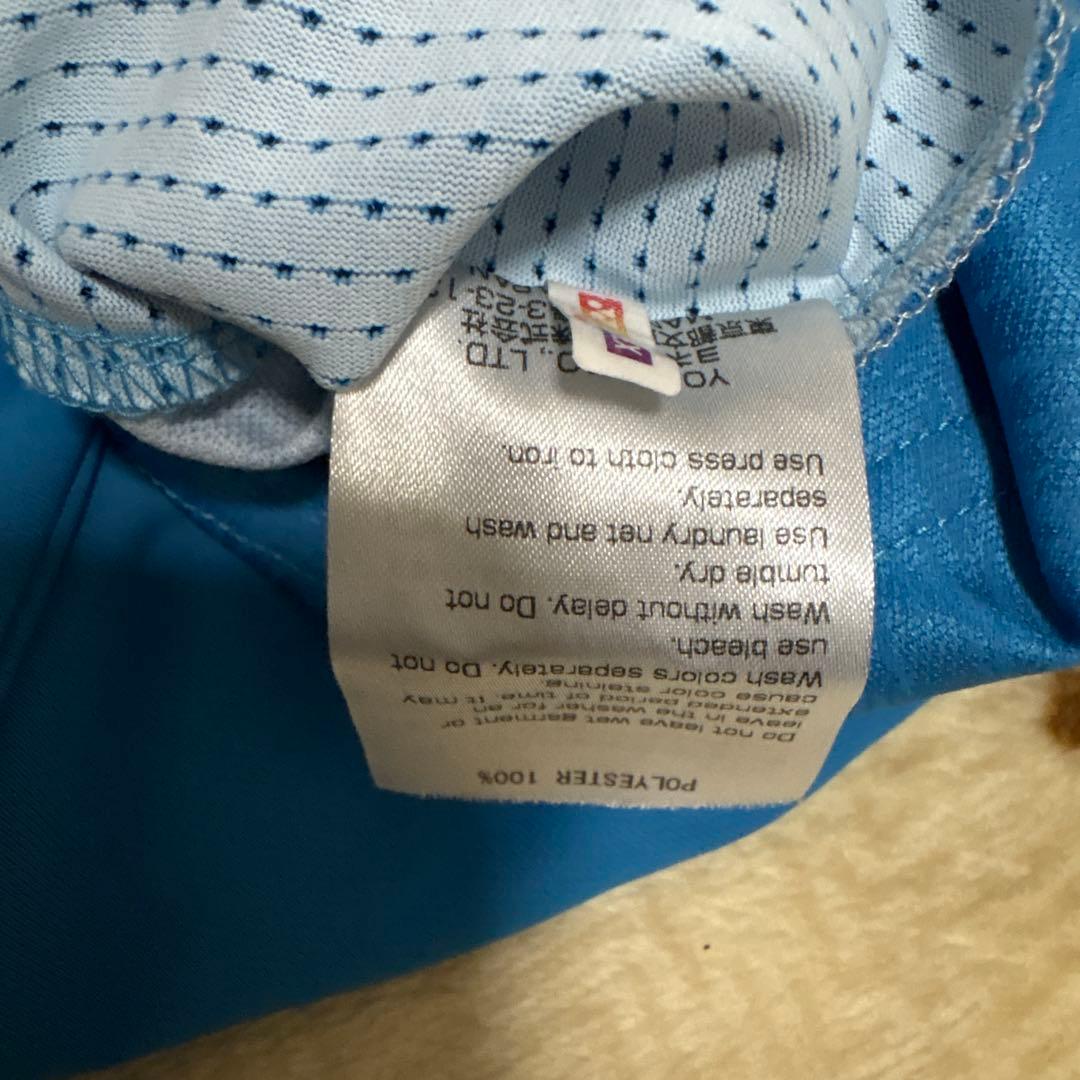 POLYESTER 100%
Do not leave wet garment or
leave in the washer for an
extended period of time. It may
cause color staining.
Wash colors separately. Do not
use bleach.
Wash without delay. Do not
tumble dry.
Use laundry net and wash
separately.
Use press cloth to iron.
YO LTD.